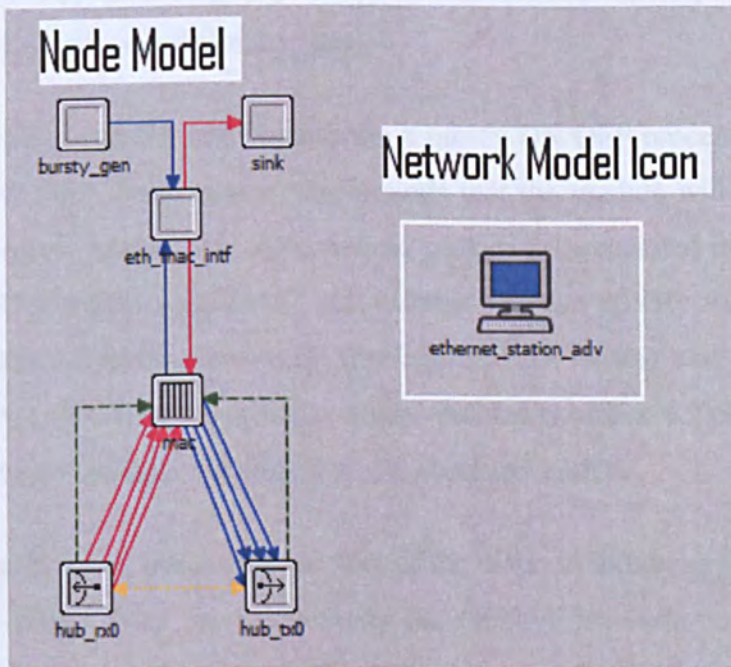 Node Model
bursty_gen
sink
Network Model Icon
eth_mac_intf
ethernet_station_adv
mac
hub_rx0
hub_tx0